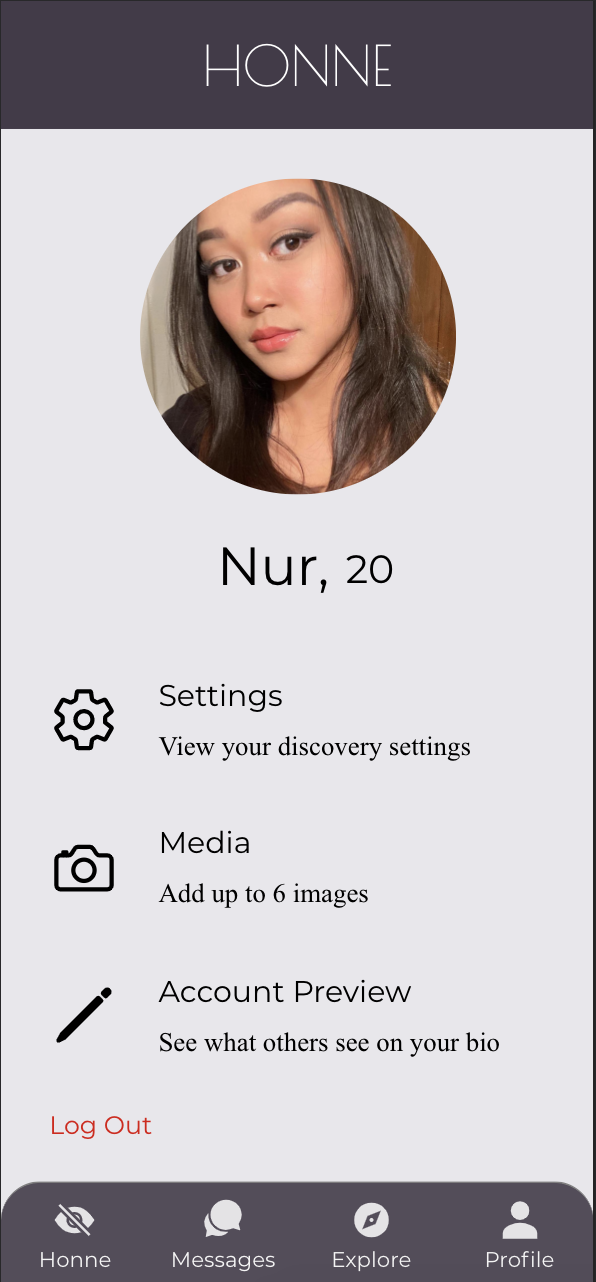 HONNE
Nur, 20
Settings
View your discovery settings
Media
Add up to 6 images
Account Preview
See what others see on your bio
Log Out
Honne Messages Explore Profile